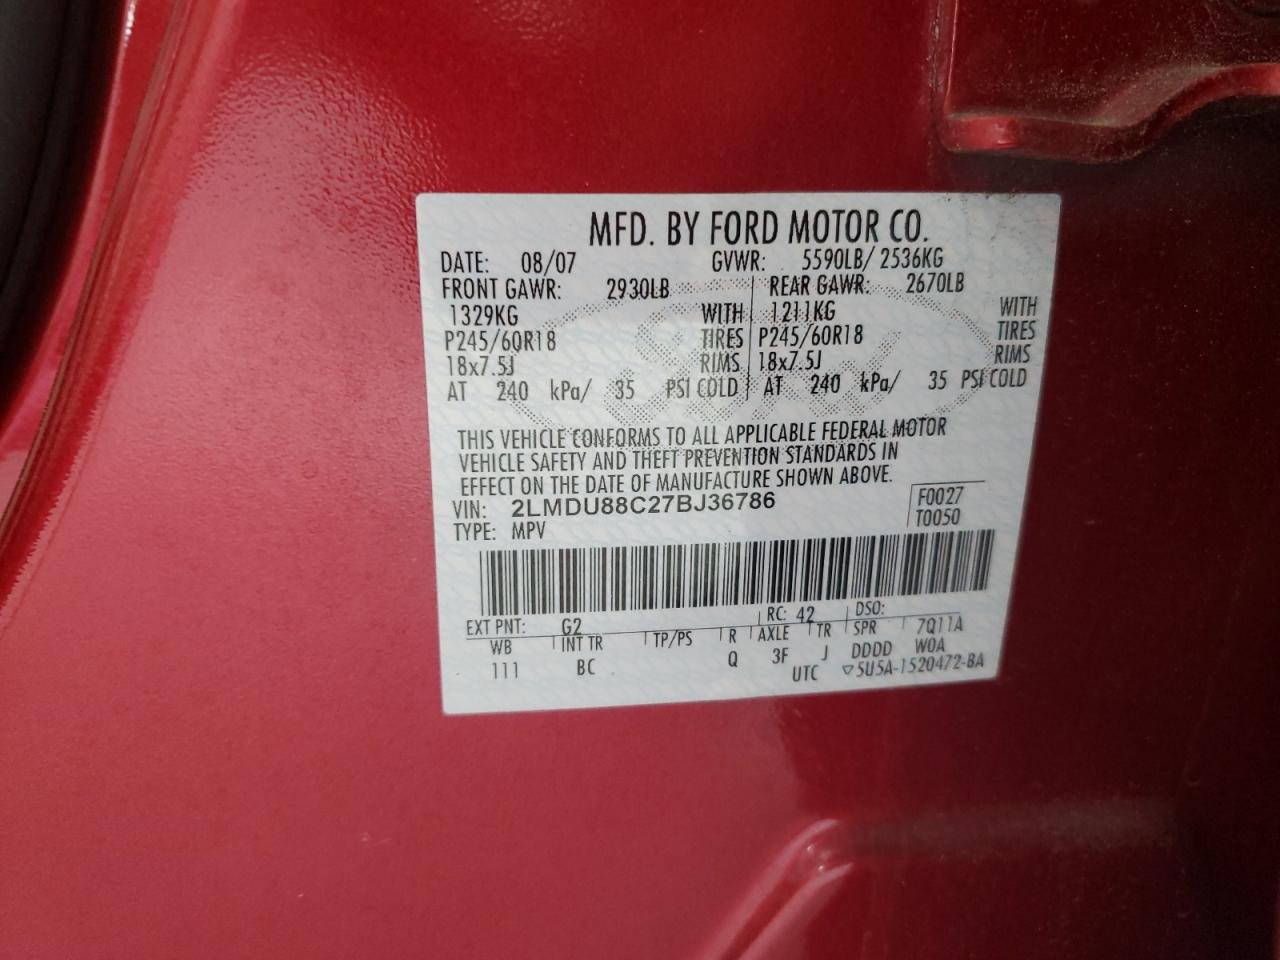 MFD. BY FORD MOTOR CO.
DATE: 08/07 GVWR: 5590LB/ 2536KG
FRONT GAWR: 2930LB REAR GAWR: 2670LB
1329KG WITH 1211KG WITH
P245/60R18 TIRES P245/60R18 TIRES
18x7.5J RIMS 18x7.5J RIMS
AT 240 kPa/ 35 PSI COLD AT 240 kPa/ 35 PSI COLD
THIS VEHICLE CONFORMS TO ALL APPLICABLE FEDERAL MOTOR
VEHICLE SAFETY AND THEFT PREVENTION STANDARDS IN
EFFECT ON THE DATE OF MANUFACTURE SHOWN ABOVE.
VIN: 2LMDU88C27BJ36786 F0027
TYPE: MPV T0050
EXT PNT: G2 RC: 42 DSO:
WB INT TR TP/PS R AXLE TR SPR 7Q11A
111 BC Q 3F J DDDD W0A
UTC ▽5U5A-1520472-BA